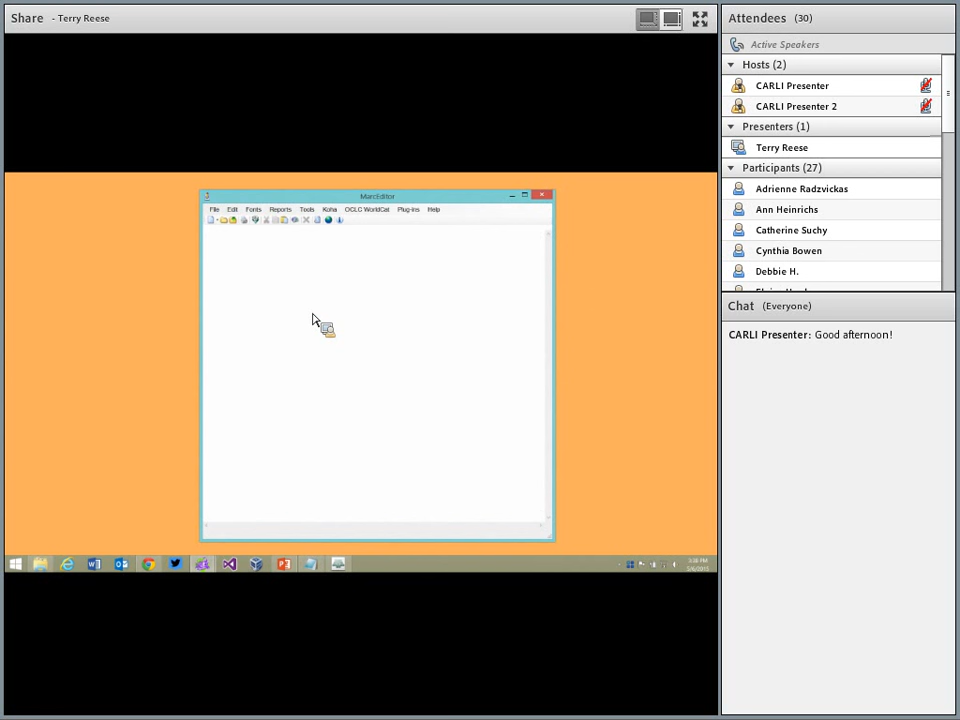 Share - Terry Reese
MarcEditor
File Edit Fonts Reports Tools Koha OCLC WorldCat Plug-ins Help
Attendees (30)
Active Speakers
Hosts (2)
CARLI Presenter
CARLI Presenter 2
Presenters (1)
Terry Reese
Participants (27)
Adrienne Radzvickas
Ann Heinrichs
Catherine Suchy
Cynthia Bowen
Debbie H.
Chat (Everyone)
CARLI Presenter: Good afternoon!